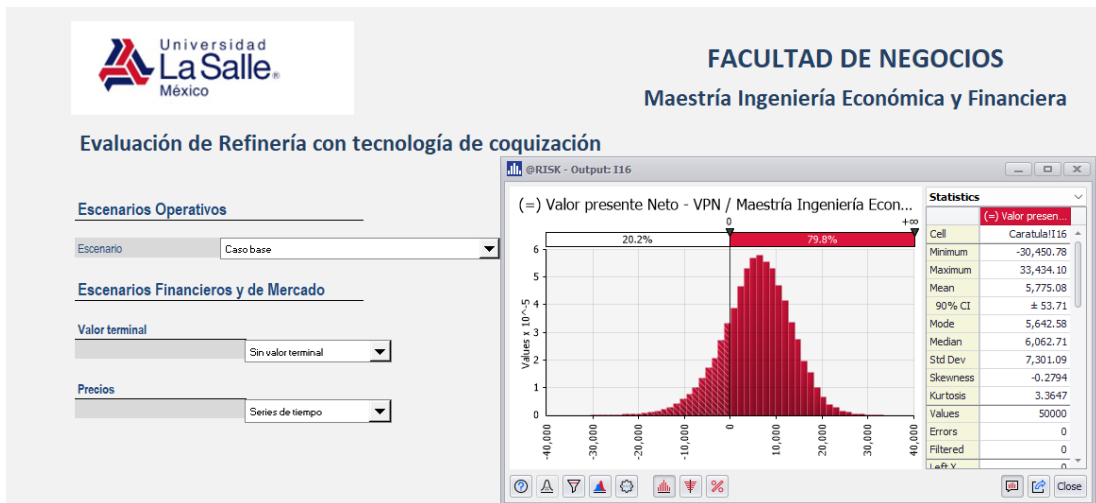 Universidad
LaSalle®
México
FACULTAD DE NEGOCIOS
Maestría Ingeniería Económica y Financiera
Evaluación de Refinería con tecnología de coquización
Escenarios Operativos
Escenario Caso base
Escenarios Financieros y de Mercado
Valor terminal
Sin valor terminal
Precios
Series de tiempo
@RISK - Output: I16
(=) Valor presente Neto - VPN / Maestría Ingeniería Econ...
0 +∞
20.2% 79.8%
6
5
4
3
2
1
0
Values x 10^-5
-40,000
-30,000
-20,000
-10,000
0
10,000
20,000
30,000
40,000
Statistics
(=) Valor presen...
Cell Caratula!I16
Minimum -30,450.78
Maximum 33,434.10
Mean 5,775.08
90% CI ± 53.71
Mode 5,642.58
Median 6,062.71
Std Dev 7,301.09
Skewness -0.2794
Kurtosis 3.3647
Values 50000
Errors 0
Filtered 0
Left X 0
Close